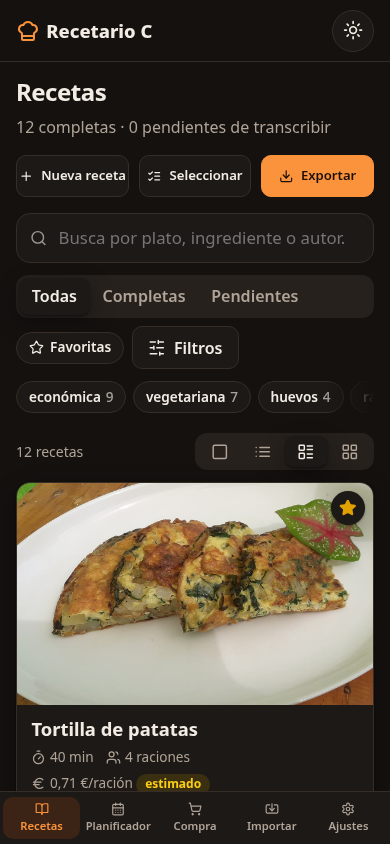 Recetario C
Recetas
12 completas · 0 pendientes de transcribir
Nueva receta
Seleccionar
Exportar
Busca por plato, ingrediente o autor.
Todas Completas Pendientes
Favoritas
Filtros
económica 9
vegetariana 7
huevos 4
12 recetas
Tortilla de patatas
40 min 4 raciones
0,71 €/ración estimado
Recetas Planificador Compra Importar Ajustes